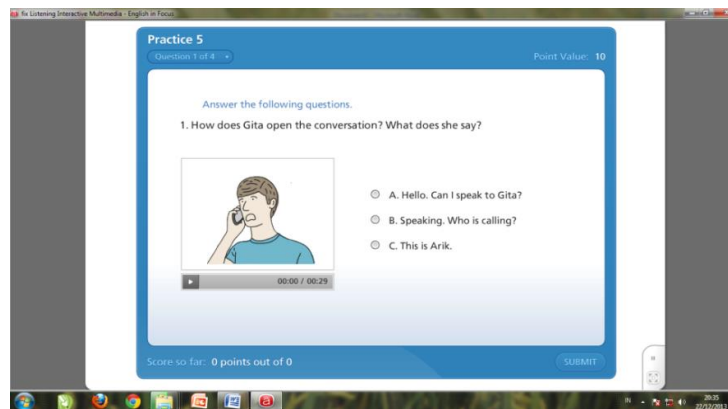 fix Listening Interactive Multimedia - English in Focus
Practice 5
Question 1 of 4
Point Value: 10
Answer the following questions.
1. How does Gita open the conversation? What does she say?
A. Hello. Can I speak to Gita?
B. Speaking. Who is calling?
C. This is Arik.
00:00 / 00:29
Score so far: 0 points out of 0
SUBMIT
IN
20:35